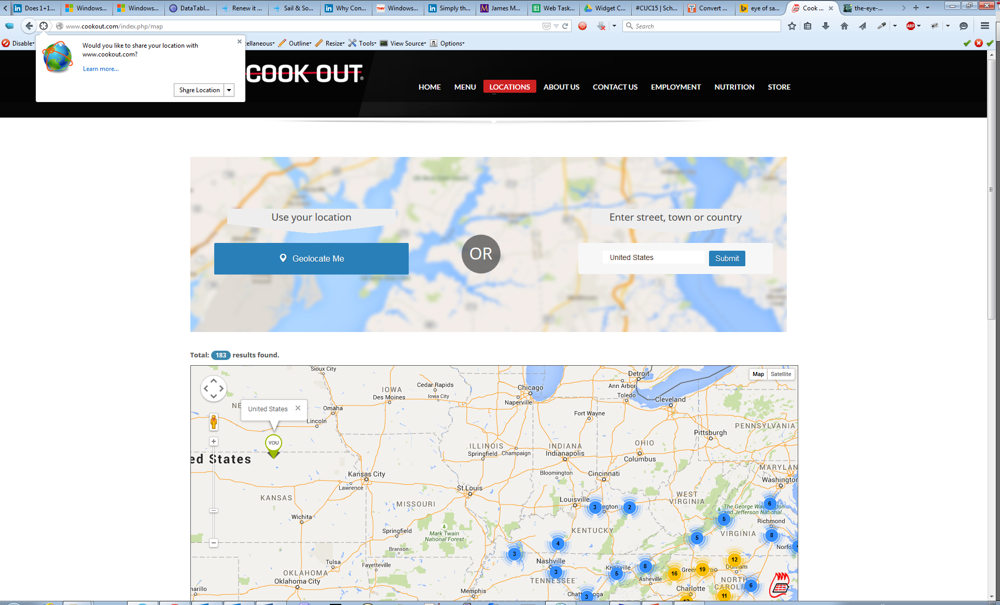 Does 1+1...
Windows...
Windows...
DataTabl...
Renew it ...
Sail & So...
Why Con...
Windows...
Simply th...
James M...
Web Task...
Widget C...
#CUC15 | Sch...
Convert ...
eye of sa...
Cook ...
the-eye-...
www.cookout.com/index.php/map
Search
Disable
cellaneous
Outline
Resize
Tools
View Source
Options
Would you like to share your location with
www.cookout.com?
Learn more...
Share Location
COOK OUT®
HOME
MENU
LOCATIONS
ABOUT US
CONTACT US
EMPLOYMENT
NUTRITION
STORE
Use your location
Geolocate Me
OR
Enter street, town or country
United States
Submit
Total: 183 results found.
Map
Satellite
Sioux City
IOWA
Cedar Rapids
Des Moines
Iowa City
Chicago
Naperville
Detroit
Ann Arbor
Toledo
Cleveland
NE
United States
Omaha
Lincoln
Fort Wayne
PENNSYLVANIA
Pittsburgh
YOU
ed States
ILLINOIS
Springfield
Champaign
INDIANA
Indianapolis
OHIO
Columbus
MARYLAN
Washington
Kansas City
Lawrence
Bloomington
Cincinnati
St Louis
KANSAS
MISSOURI
Louisville
3
ngton
2
WEST
VIRGINIA
The George Washington
and Jefferson National...
6
5
Richmond
Wichita
Springfield
Mark Twain
National Forest
KENTUCKY
VIRGINIA
5
8
Norfo
4
3
Branson
Nashville
Tulsa
Fayetteville
OKLAHOMA
Oklahoma City
3
TENNESSEE
Knoxville
5
8
Asheville
16
19
12
Durham
NORTH
CAROLI
6
Charlotte
11
narillo
Memphis
3